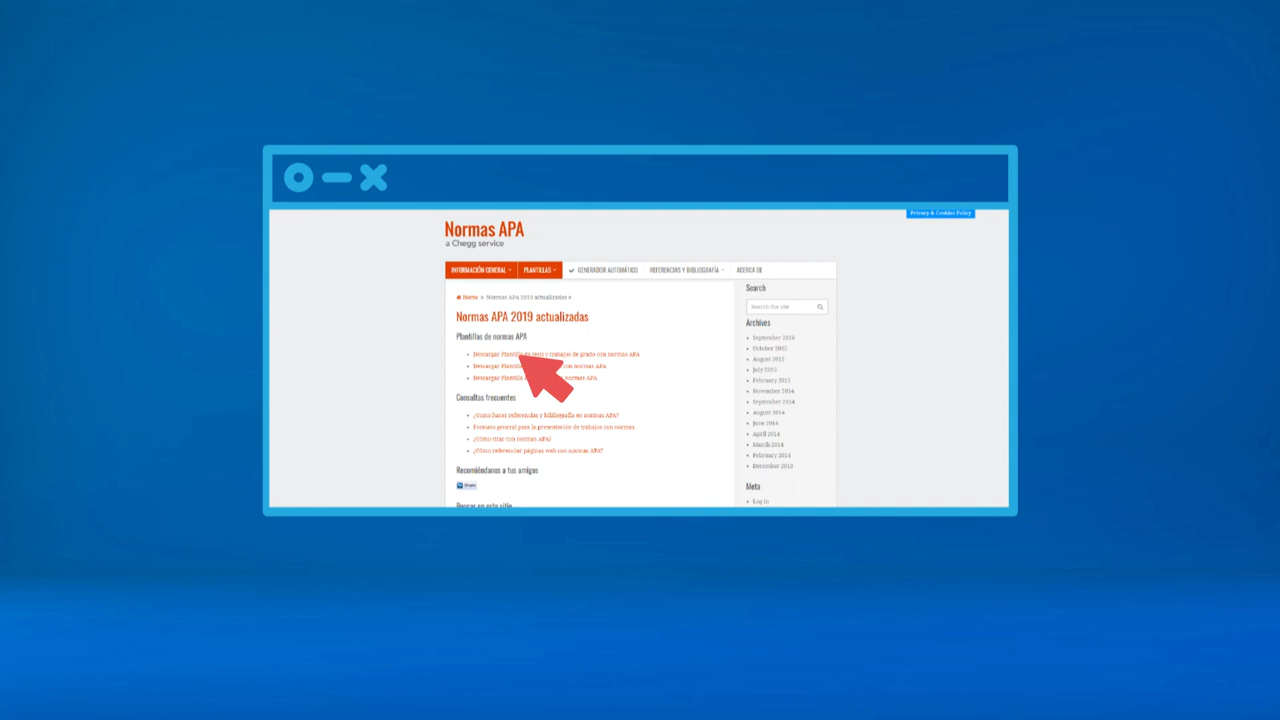 Privacy & Cookies Policy
Normas APA
a Chegg service
INFORMACIÓN GENERAL
PLANTILLAS
GENERADOR AUTOMÁTICO
REFERENCIAS Y BIBLIOGRAFÍA
ACERCA DE
Home » Normas APA 2019 actualizadas »
Normas APA 2019 actualizadas
Plantillas de normas APA
Descargar Plantilla de tesis y trabajos de grado con normas APA
Descargar Plantilla con normas APA
Descargar Plantilla normas APA
Consultas frecuentes
¿Como hacer referencias y bibliografía en normas APA?
Formato general para la presentación de trabajos con normas
¿Cómo citar con normas APA?
¿Cómo referenciar páginas web con normas APA?
Recomiéndanos a tus amigos
Share
Buscar en este sitio
Search
Search the site
Archives
September 2018
October 2015
August 2015
July 2015
February 2015
November 2014
September 2014
August 2014
June 2014
April 2014
March 2014
February 2014
December 2013
Meta
Log in